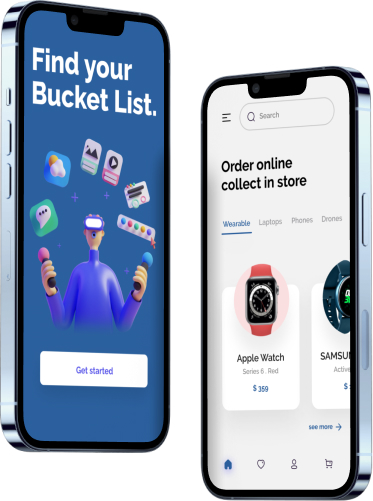 Find your
Bucket List.
Get started
Search
Order online
collect in store
Wearable Laptops Phones Drones
Apple Watch
Series 6 . Red
$ 359
SAMSUN
Active
$
see more